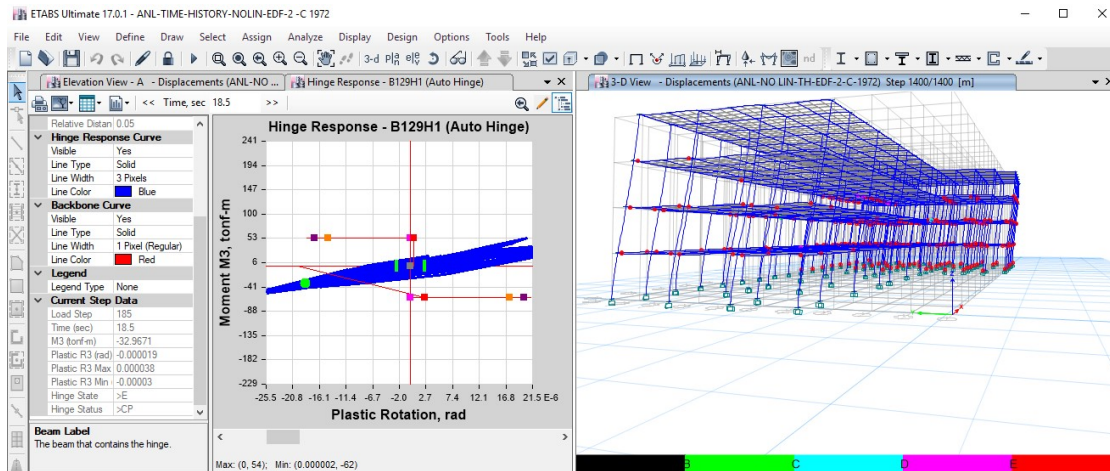 ETABS Ultimate 17.0.1 - ANL-TIME-HISTORY-NOLIN-EDF-2 -C 1972
File Edit View Define Draw Select Assign Analyze Display Design Options Tools Help
3-d
nd
Elevation View - A - Displacements (ANL-NO ...
Hinge Response - B129H1 (Auto Hinge)
3-D View - Displacements (ANL-NO LIN-TH-EDF-2-C-1972) Step 1400/1400 [m]
<< Time, sec 18.5 >>
Relative Distan 0.05
Hinge Response Curve
Visible Yes
Line Type Solid
Line Width 3 Pixels
Line Color Blue
Backbone Curve
Visible Yes
Line Type Solid
Line Width 1 Pixel (Regular)
Line Color Red
Legend
Legend Type None
Current Step Data
Load Step 185
Time (sec) 18.5
M3 (tonf-m) -32.9671
Plastic R3 (rad) -0.000019
Plastic R3 Max 0.000038
Plastic R3 Min -0.00003
Hinge State >E
Hinge Status >CP
Beam Label
The beam that contains the hinge.
Hinge Response - B129H1 (Auto Hinge)
Moment M3, tonf-m
241
194
147
100
53
6
-41
-88
-135
-182
-229
-25.5 -20.8 -16.1 -11.4 -6.7 -2.0 2.7 7.4 12.1 16.8 21.5 E-6
Plastic Rotation, rad
Max: (0, 54); Min: (0.000002, -62)
X
B C D E